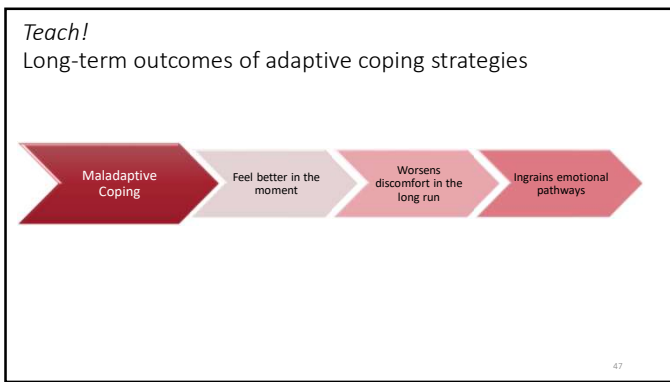 Teach!
Long-term outcomes of adaptive coping strategies
Maladaptive
Coping
Feel better in the
moment
Worsens
discomfort in the
long run
Ingrains emotional
pathways
47